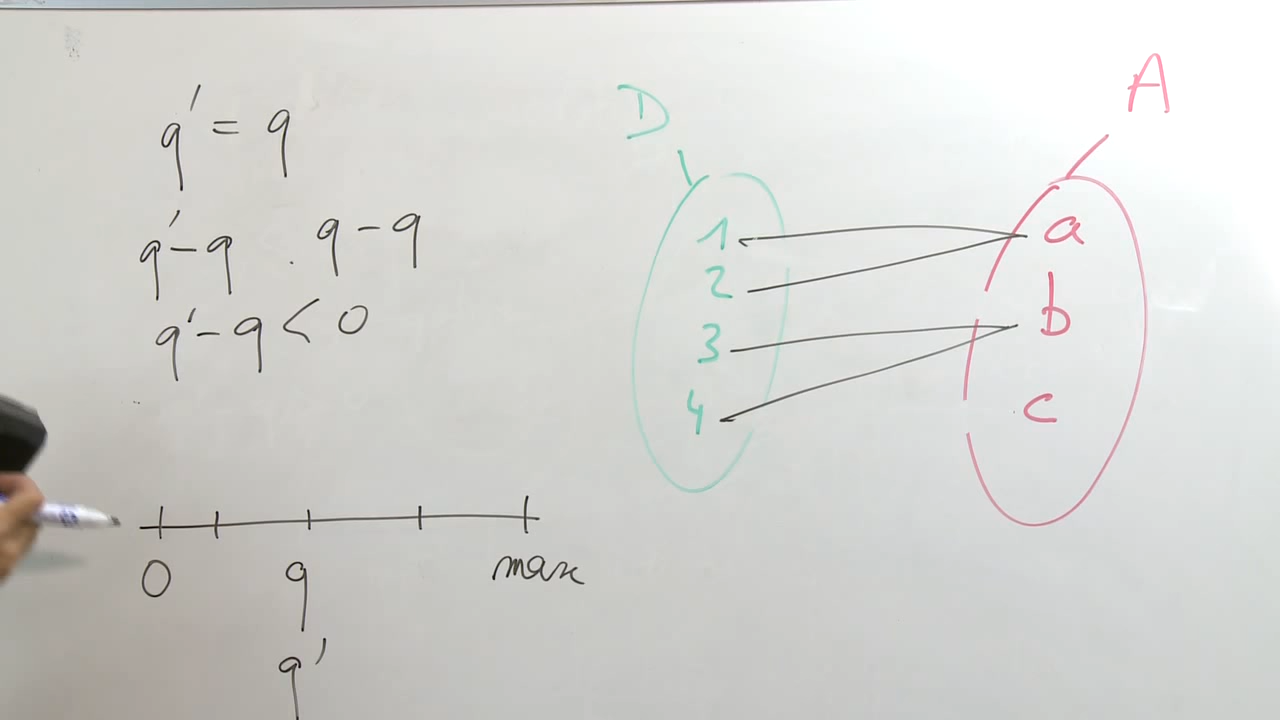 q' = q
q' - q . q - q
q' - q < 0
0 q max
q'
D
1
2
3
4
A
a
b
c